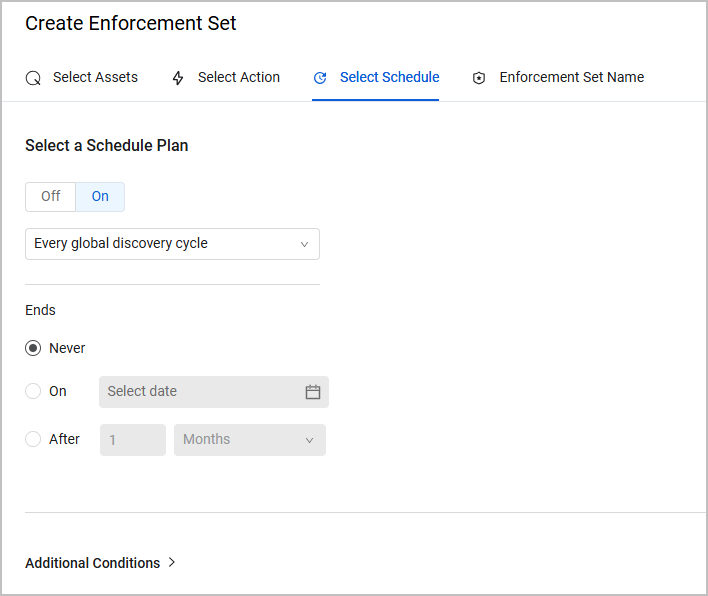 Create Enforcement Set
Select Assets Select Action Select Schedule Enforcement Set Name
Select a Schedule Plan
Off On
Every global discovery cycle
Ends
Never
On Select date
After 1 Months
Additional Conditions